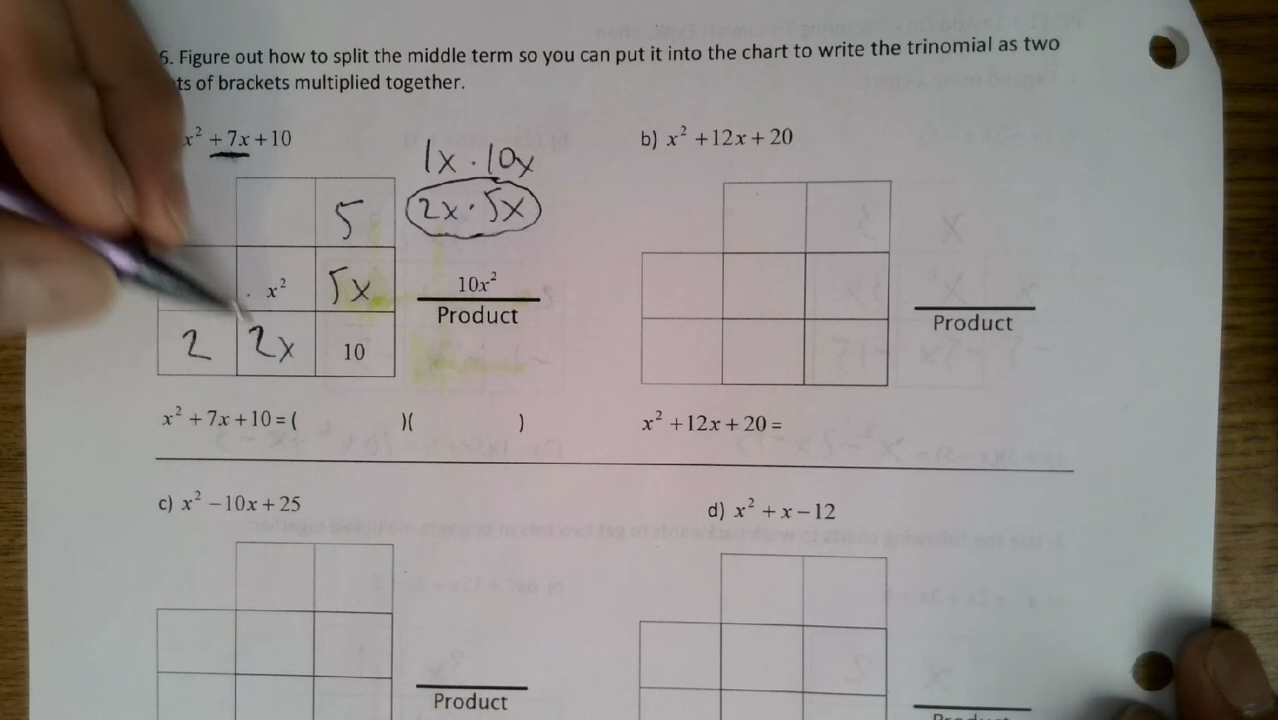 6. Figure out how to split the middle term so you can put it into the chart to write the trinomial as two
ts of brackets multiplied together.
x² +7x+10
1x · 10x
b) x² +12x+20
5
2x · 5x
x²
5x
10x²
Product
2
2x
10
Product
x² +7x+10=( )( )
x² +12x+20=
c) x² −10x+25
d) x² +x−12
Product